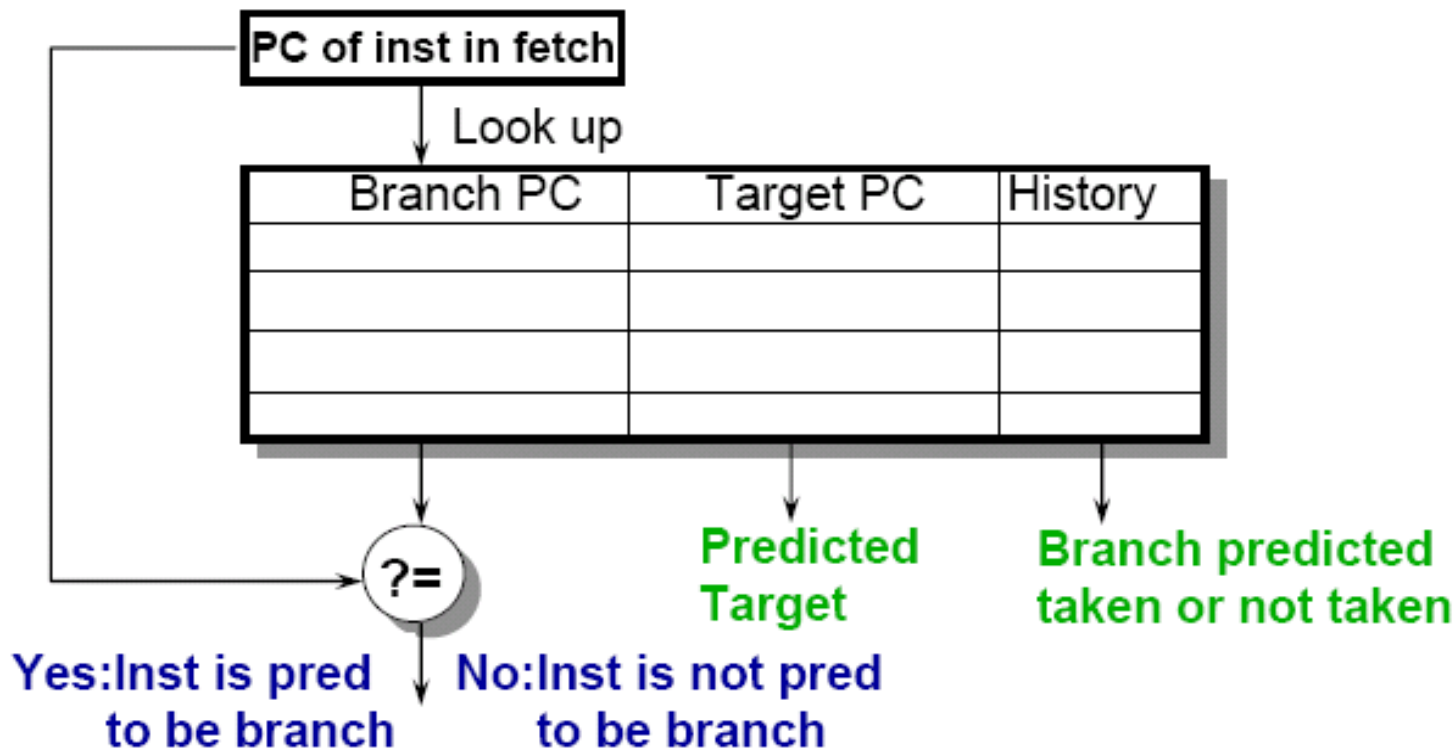 PC of inst in fetch
Look up
Branch PC
Target PC
History
?=
Predicted
Target
Branch predicted
taken or not taken
Yes:Inst is pred
to be branch
No:Inst is not pred
to be branch